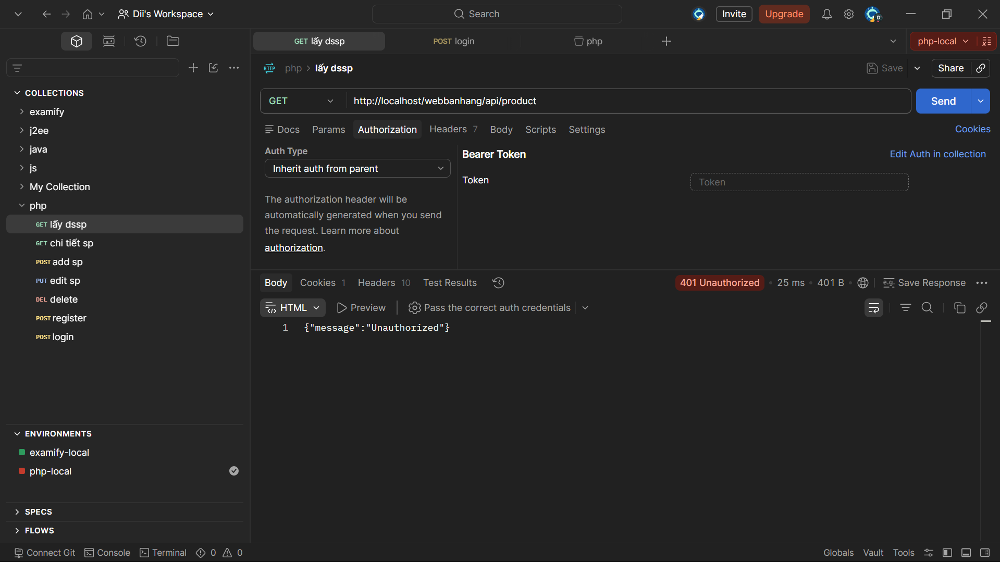 Dii's Workspace
Search
Invite
Upgrade
D
GET lấy dssp
POST login
php
php-local
COLLECTIONS
examify
j2ee
java
js
My Collection
php
GET lấy dssp
GET chi tiết sp
POST add sp
PUT edit sp
DEL delete
POST register
POST login
ENVIRONMENTS
examify-local
php-local
SPECS
FLOWS
HTTP php > lấy dssp
Save
Share
GET
http://localhost/webbanhang/api/product
Send
Docs Params Authorization Headers 7 Body Scripts Settings
Cookies
Auth Type
Inherit auth from parent
The authorization header will be
automatically generated when you send
the request. Learn more about
authorization.
Bearer Token
Edit Auth in collection
Token
Token
Body Cookies 1 Headers 10 Test Results
401 Unauthorized • 25 ms • 401 B
e.g. Save Response
HTML
Preview
Pass the correct auth credentials
1 {"message":"Unauthorized"}
Connect Git Console Terminal 0 0
Globals Vault Tools